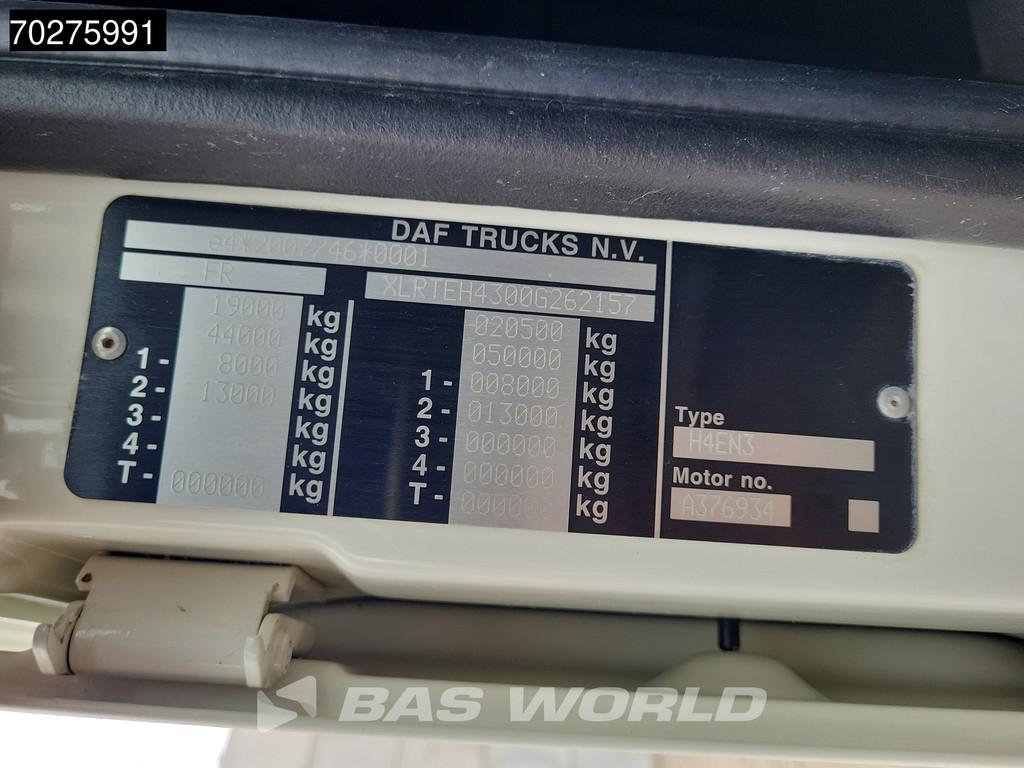 70275991
DAF TRUCKS N.V.
e4*2007/46*0001
FR XLRTEH4300G262157
19000 kg 020500 kg
44000 kg 050000 kg
1- 8000 kg 1- 008000 kg
2- 13000 kg 2- 013000 kg
3- kg 3- 000000 kg
4- kg 4- 000000 kg
T- 000000 kg T- 000000 kg
Type
H4EN3
Motor no.
A376934
BAS WORLD